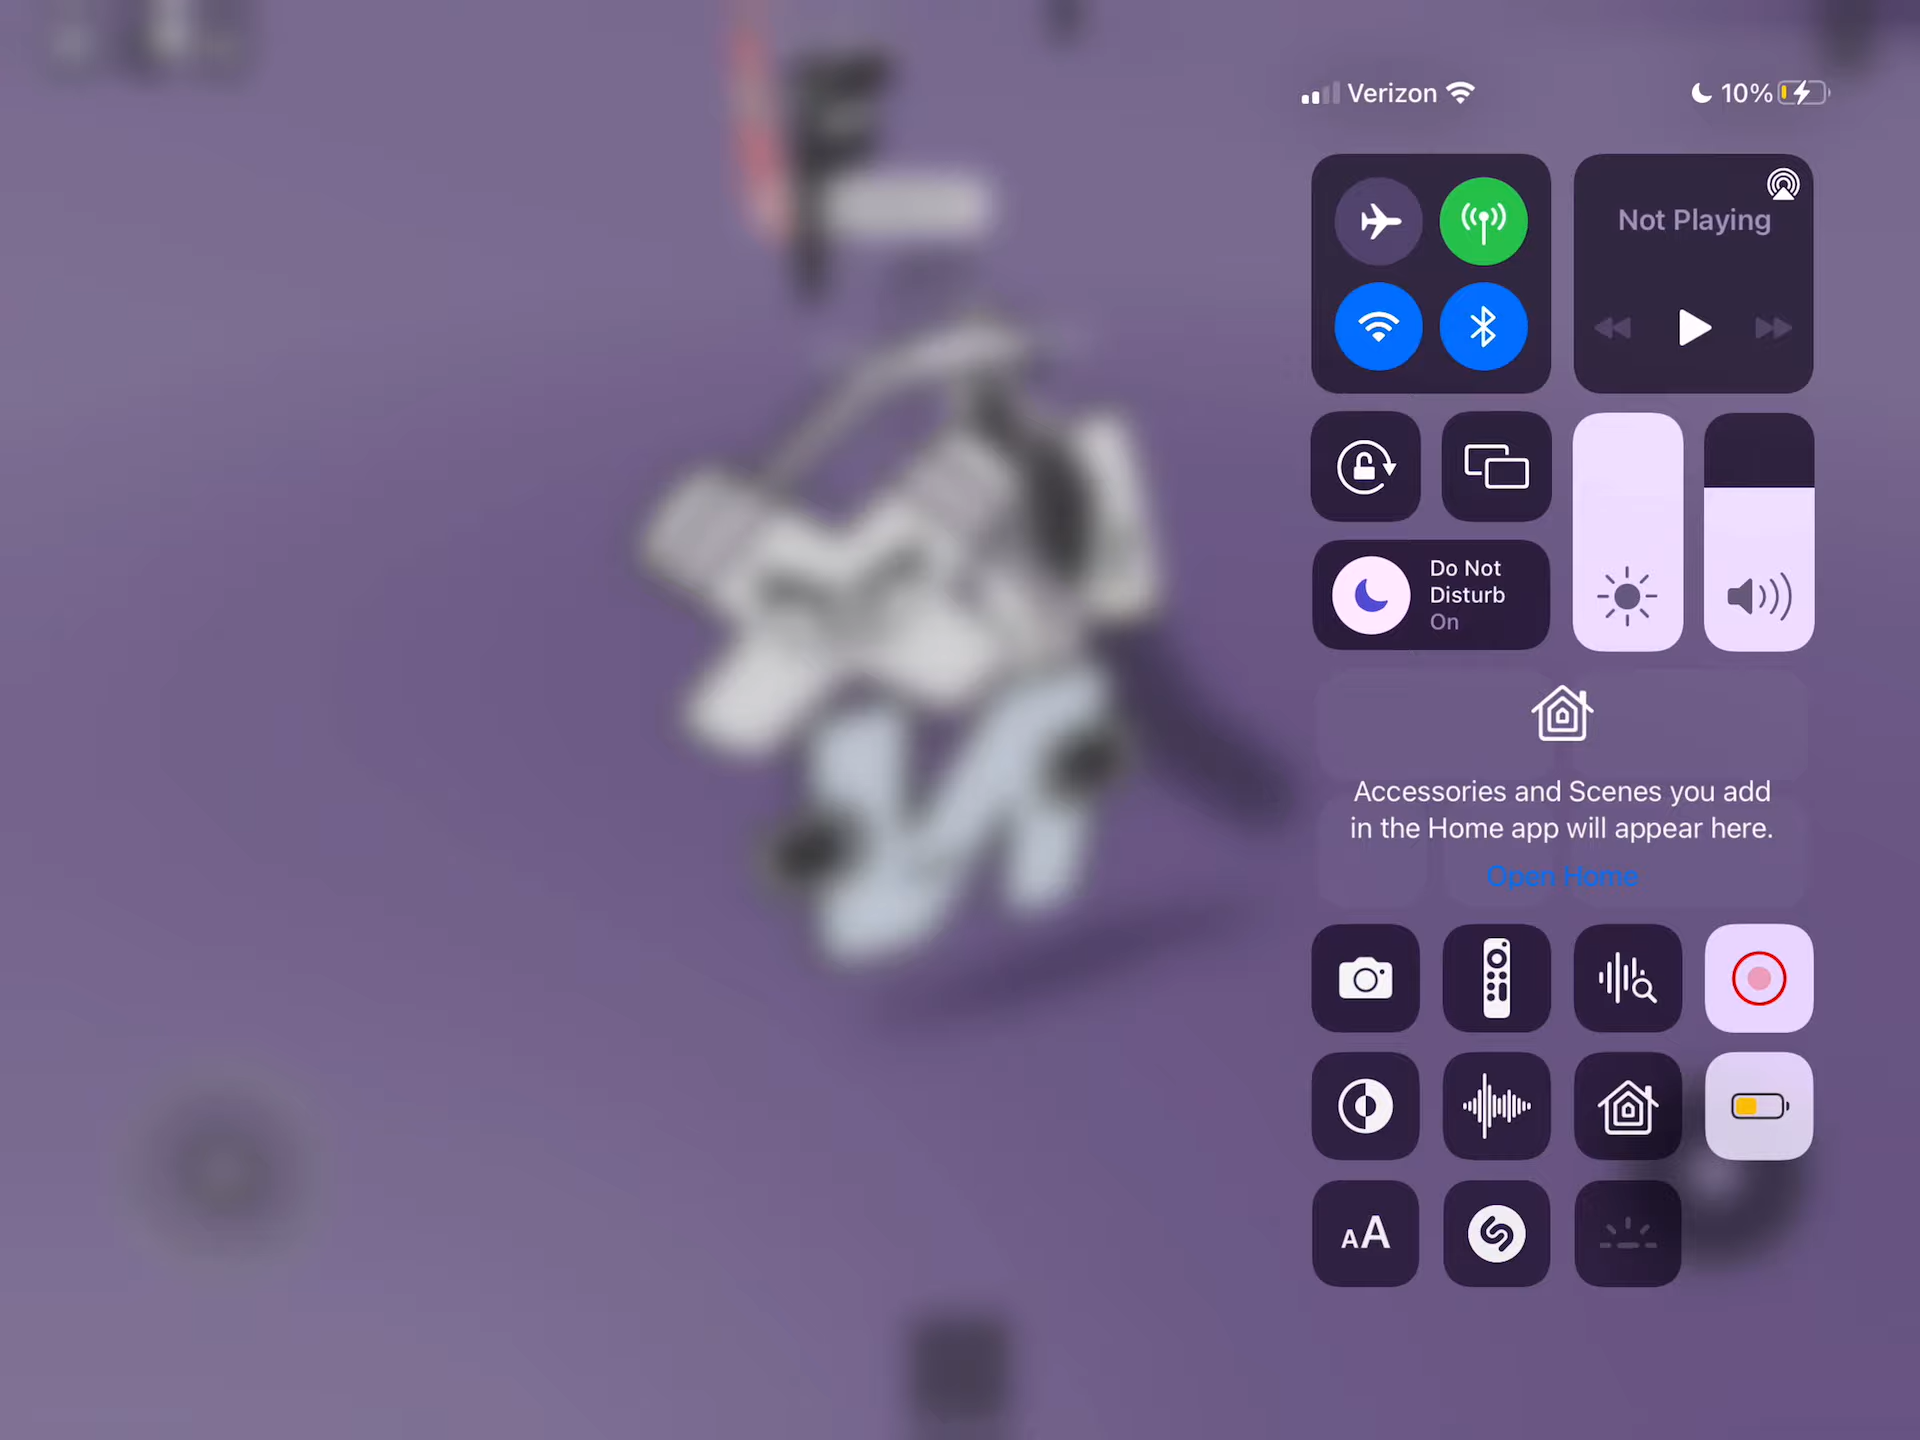 Verizon
10%
Not Playing
Do Not
Disturb
On
Accessories and Scenes you add
in the Home app will appear here.
Open Home
AA